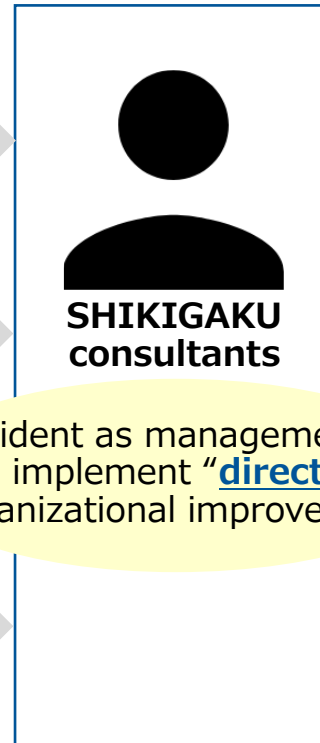 SHIKIGAKU
consultants
ident as manageme
implement “direct
anizational improve